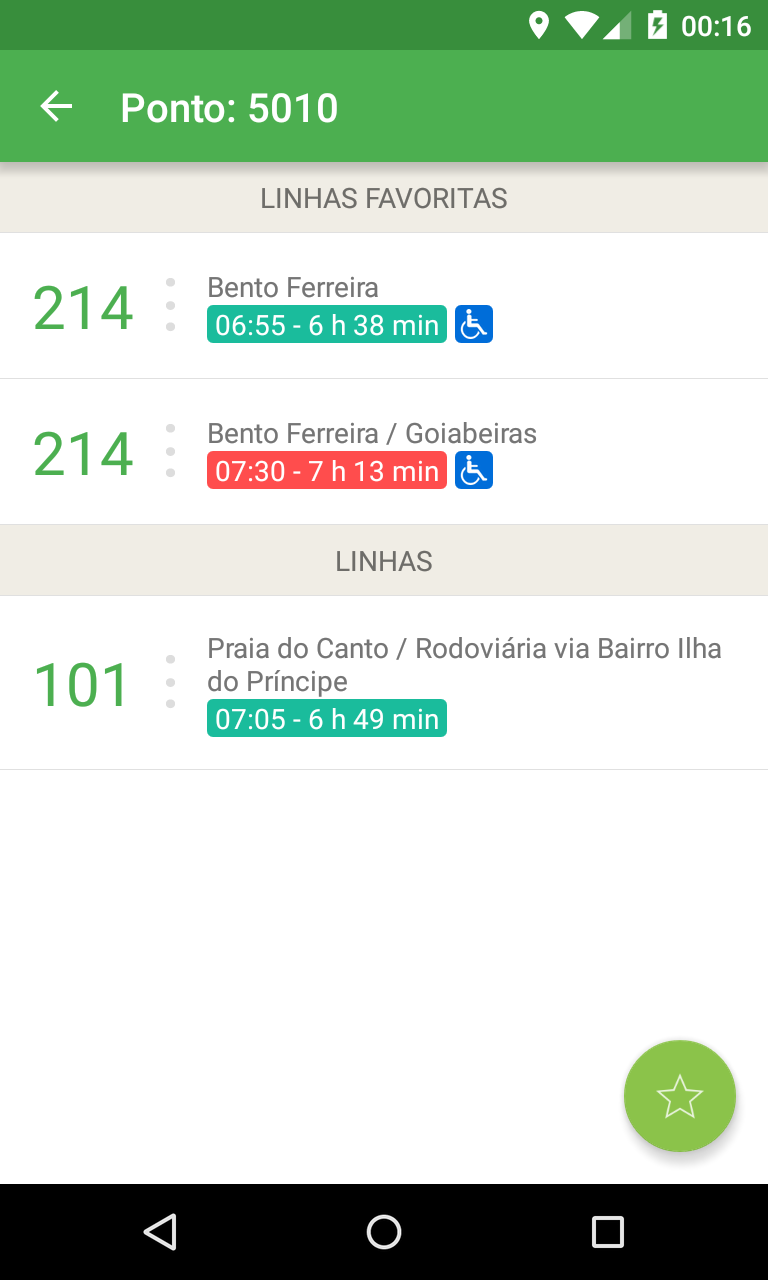 00:16
Ponto: 5010
LINHAS FAVORITAS
214
Bento Ferreira
06:55 - 6 h 38 min
214
Bento Ferreira / Goiabeiras
07:30 - 7 h 13 min
LINHAS
101
Praia do Canto / Rodoviária via Bairro Ilha
do Príncipe
07:05 - 6 h 49 min